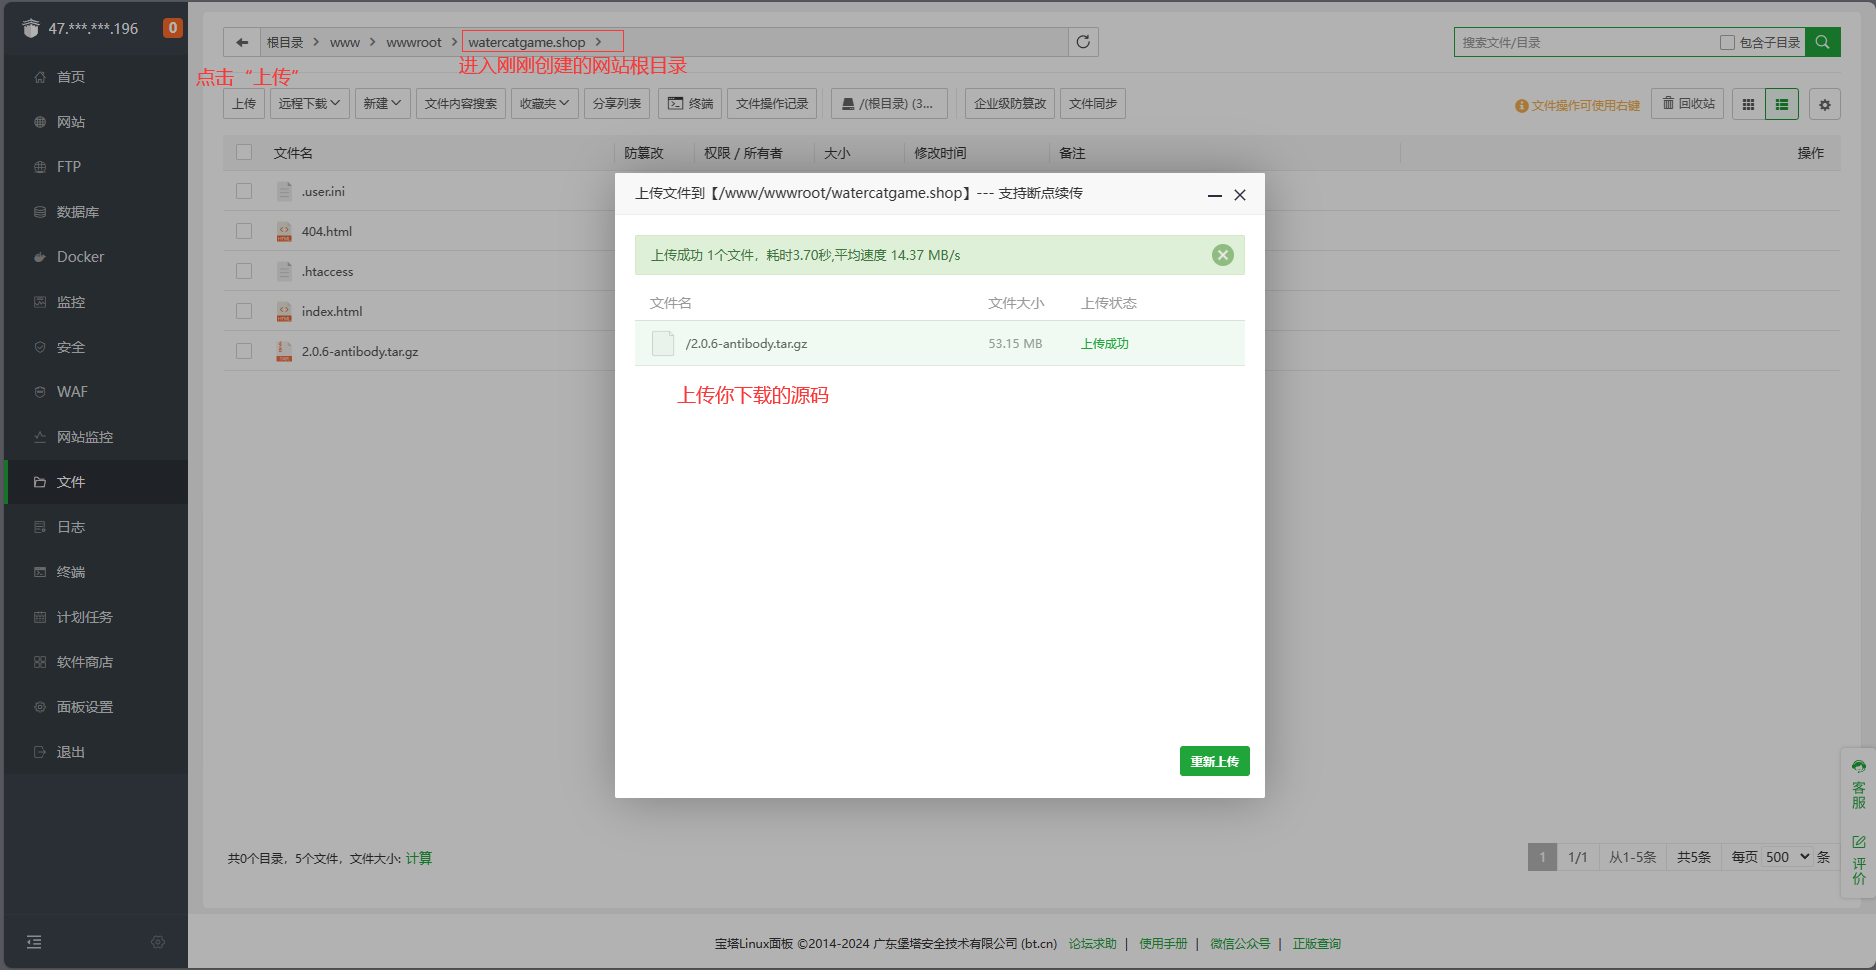 47.***.***.196
0
首页
网站
FTP
数据库
Docker
监控
安全
WAF
网站监控
文件
日志
终端
计划任务
软件商店
面板设置
退出
根目录 > www > wwwroot > watercatgame.shop >
搜索文件/目录
包含子目录
点击“上传”
进入刚刚创建的网站根目录
上传
远程下载
新建
文件内容搜索
收藏夹
分享列表
终端
文件操作记录
/(根目录) (3...
企业级防篡改
文件同步
文件操作可使用右键
回收站
文件名
防篡改
权限 / 所有者
大小
修改时间
备注
操作
.user.ini
404.html
.htaccess
index.html
2.0.6-antibody.tar.gz
上传文件到【/www/wwwroot/watercatgame.shop】--- 支持断点续传
上传成功 1个文件，耗时3.70秒,平均速度 14.37 MB/s
文件名
文件大小
上传状态
/2.0.6-antibody.tar.gz
53.15 MB
上传成功
上传你下载的源码
重新上传
共0个目录，5个文件，文件大小: 计算
1
1/1
从1-5条
共5条
每页 500 条
客服
评价
宝塔Linux面板 ©2014-2024 广东堡塔安全技术有限公司 (bt.cn) 论坛求助 | 使用手册 | 微信公众号 | 正版查询